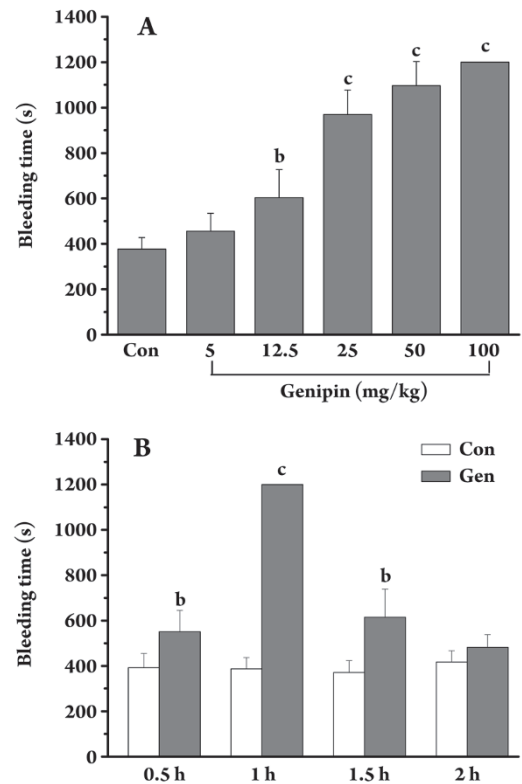 A
1400
c
c
c
1200
1000
b
800
600
400
200
0
Bleeding time (s)
Con 5 12.5 25 50 100
Genipin (mg/kg)
B
1400
Con
Gen
c
1200
1000
800
b
b
600
400
200
0
Bleeding time (s)
0.5 h 1 h 1.5 h 2 h